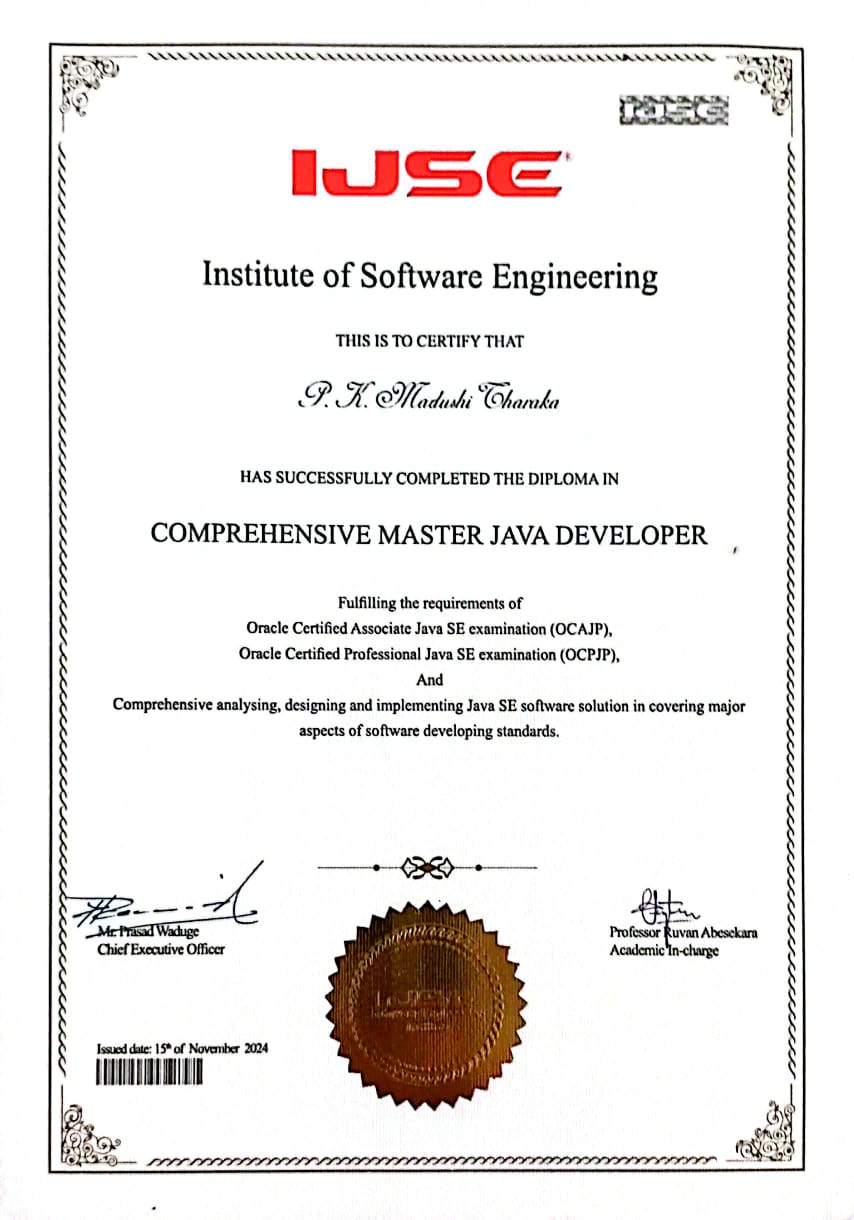 IJSE
IJSE®
Institute of Software Engineering
THIS IS TO CERTIFY THAT
P. K. Madushi Tharaka
HAS SUCCESSFULLY COMPLETED THE DIPLOMA IN
COMPREHENSIVE MASTER JAVA DEVELOPER
Fulfilling the requirements of
Oracle Certified Associate Java SE examination (OCAJP),
Oracle Certified Professional Java SE examination (OCPJP),
And
Comprehensive analysing, designing and implementing Java SE software solution in covering major
aspects of software developing standards.
Mr. Prasad Waduge
Chief Executive Officer
Professor Ruvan Abesekara
Academic In-charge
IJSE
Issued date: 15th of November 2024